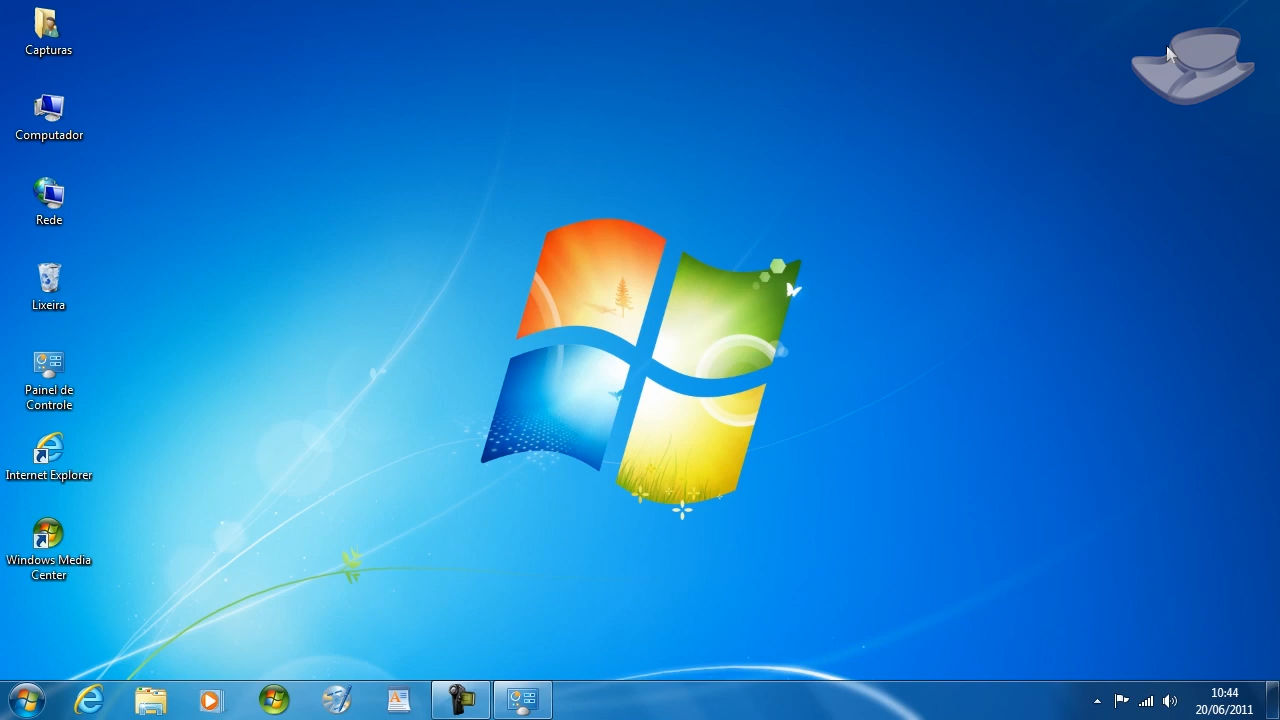 Capturas
Computador
Rede
Lixeira
Painel de
Controle
Internet Explorer
Windows Media
Center
10:44
20/06/2011